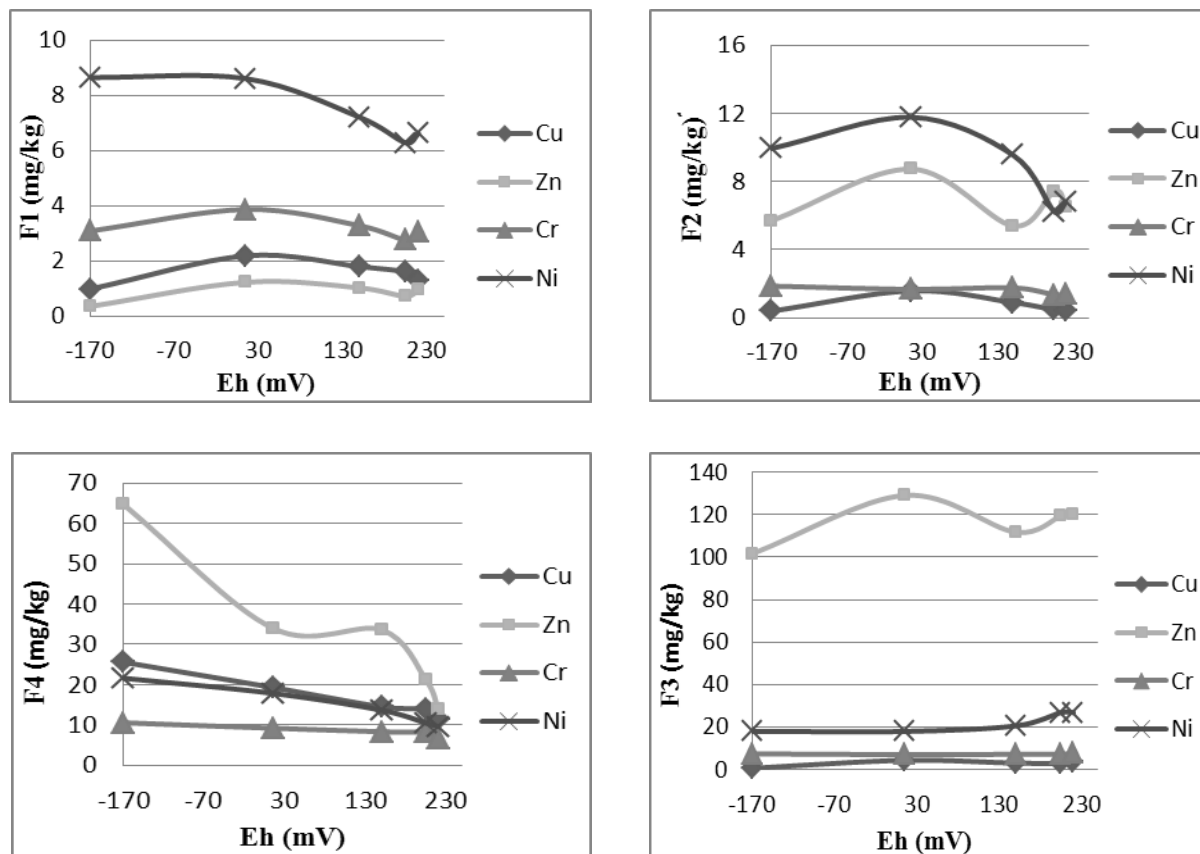 F1 (mg/kg)
10
8
6
4
2
0
-170 -70 30 130 230
Eh (mV)
Cu
Zn
Cr
Ni
F2 (mg/kg)´
16
12
8
4
0
-170 -70 30 130 230
Eh (mV)
Cu
Zn
Cr
Ni
F4 (mg/kg)
70
60
50
40
30
20
10
0
-170 -70 30 130 230
Eh (mV)
Cu
Zn
Cr
Ni
F3 (mg/kg)
140
120
100
80
60
40
20
0
-170 -70 30 130 230
Eh (mV)
Cu
Zn
Cr
Ni